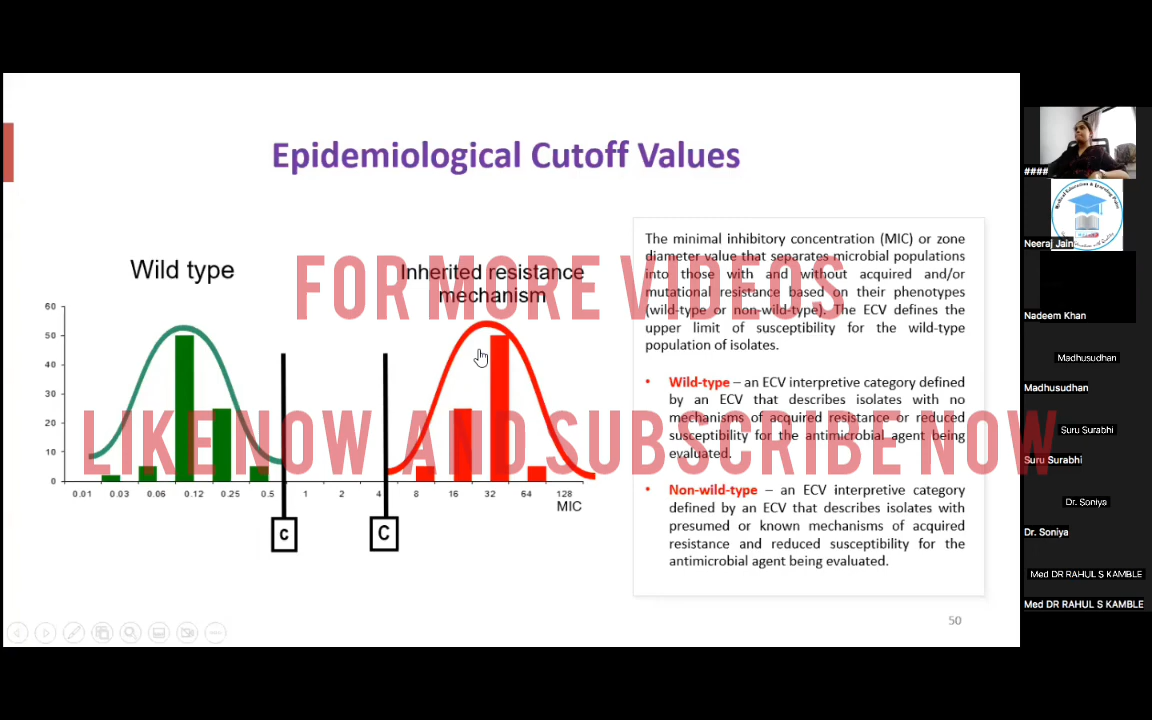 Epidemiological Cutoff Values
Wild type
Inherited resistance
mechanism
60
50
40
30
20
10
0
0.01 0.03 0.06 0.12 0.25 0.5 1 2 4 8 16 32 64 128
MIC
c
C
The minimal inhibitory concentration (MIC) or zone
diameter value that separates microbial populations
into those with and without acquired and/or
mutational resistance based on their phenotypes
(wild-type or non-wild-type). The ECV defines the
upper limit of susceptibility for the wild-type
population of isolates.
• Wild-type – an ECV interpretive category defined
by an ECV that describes isolates with no
mechanisms of acquired resistance or reduced
susceptibility for the antimicrobial agent being
evaluated.
• Non-wild-type – an ECV interpretive category
defined by an ECV that describes isolates with
presumed or known mechanisms of acquired
resistance and reduced susceptibility for the
antimicrobial agent being evaluated.
50
FOR MORE VIDEOS
LIKE NOW AND SUBSCRIBE NOW
####
Neeraj Jain
Nadeem Khan
Madhusudhan
Madhusudhan
Suru Surabhi
Suru Surabhi
Dr. Soniya
Dr. Soniya
Med DR RAHUL S KAMBLE
Med DR RAHUL S KAMBLE